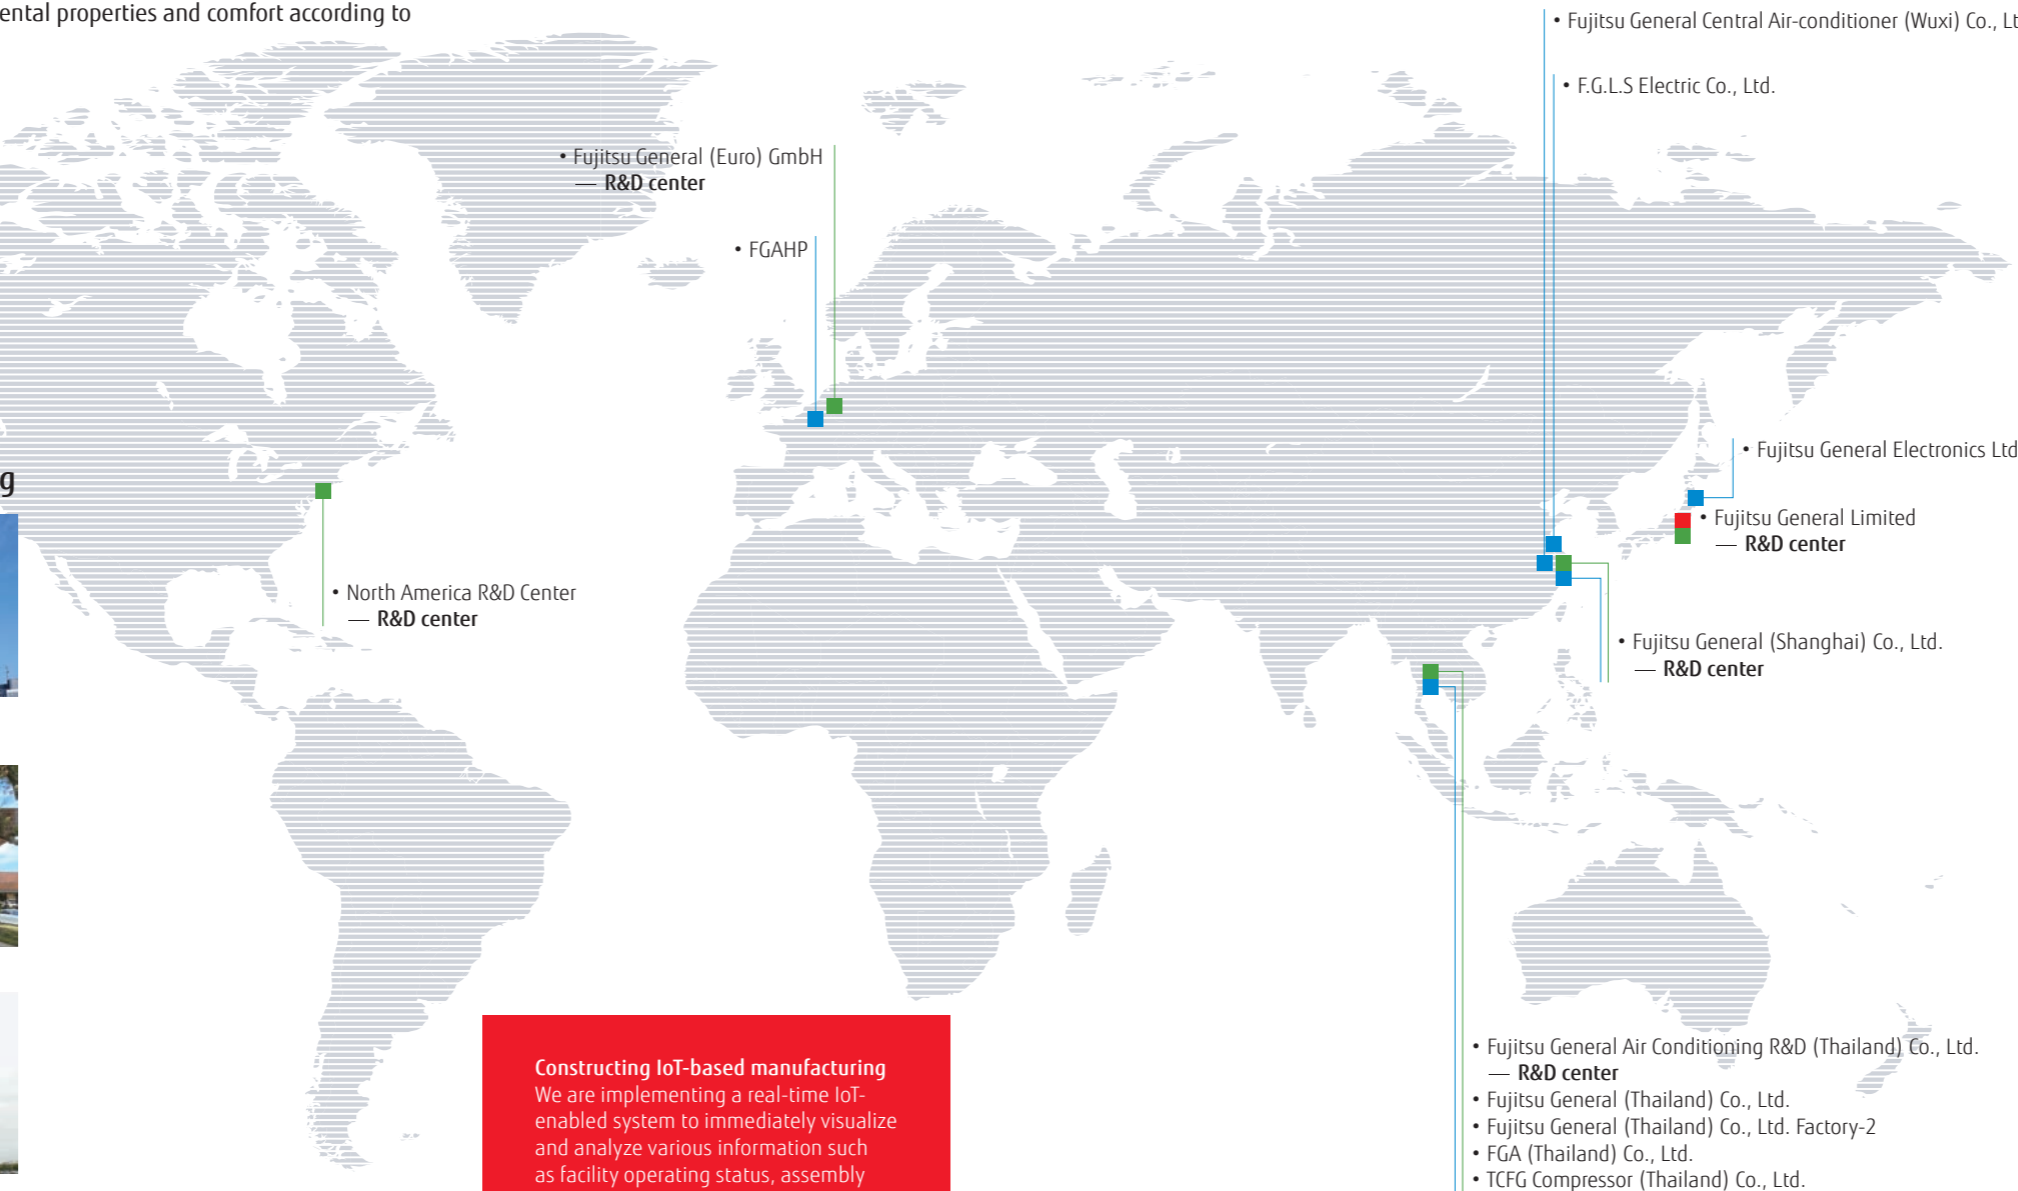 ental properties and comfort according to
• Fujitsu General Central Air-conditioner (Wuxi) Co., Lt
• F.G.L.S Electric Co., Ltd.
• Fujitsu General (Euro) GmbH
— R&D center
• FGAHP
• Fujitsu General Electronics Ltd
g
• Fujitsu General Limited
— R&D center
• North America R&D Center
— R&D center
• Fujitsu General (Shanghai) Co., Ltd.
— R&D center
• Fujitsu General Air Conditioning R&D (Thailand) Co., Ltd.
— R&D center
• Fujitsu General (Thailand) Co., Ltd.
• Fujitsu General (Thailand) Co., Ltd. Factory-2
• FGA (Thailand) Co., Ltd.
• TCFG Compressor (Thailand) Co., Ltd.
Constructing IoT-based manufacturing
We are implementing a real-time IoT-
enabled system to immediately visualize
and analyze various information such
as facility operating status, assembly